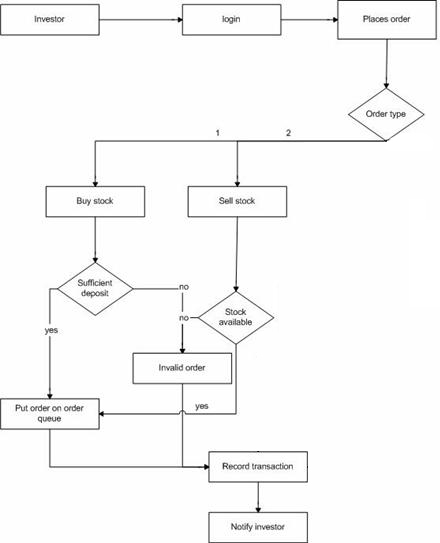 Investor
login
Places order
Order type
1
2
Buy stock
Sell stock
Sufficient
deposit
no
Stock
available
no
yes
Invalid order
Put order on order
queue
yes
Record transaction
Notify investor